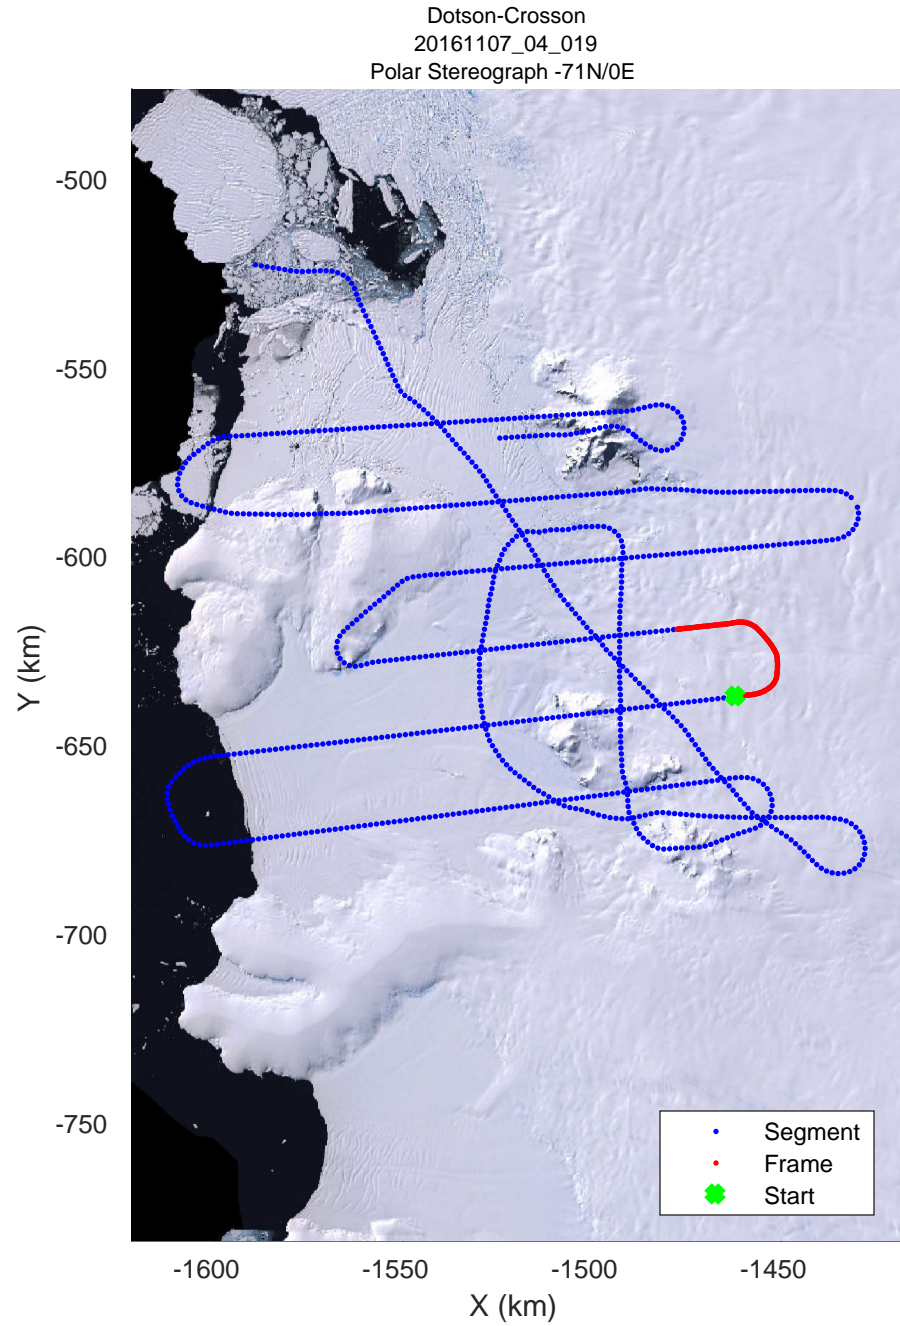 Dotson-Crosson
20161107_04_019
Polar Stereograph -71N/0E
-500
-550
-600
-650
-700
-750
Y (km)
Segment
Frame
Start
-1600
-1550
-1500
-1450
X (km)